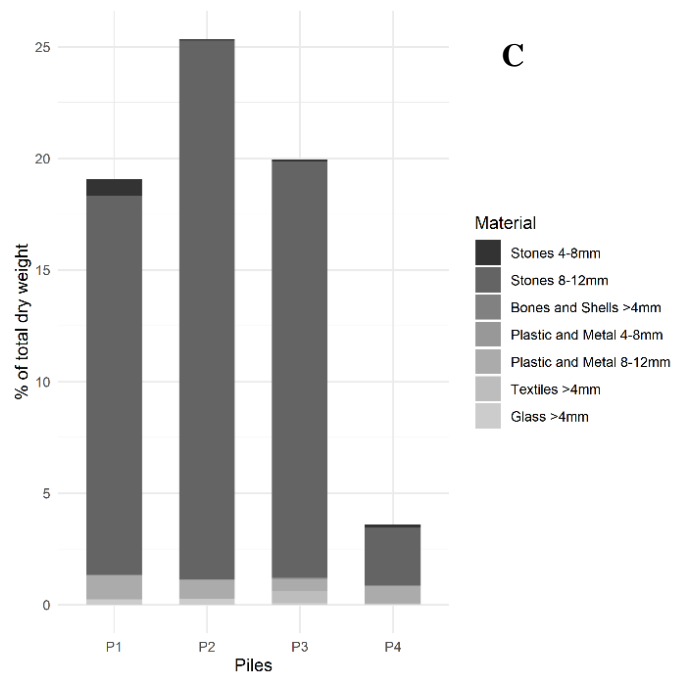 C
25
20
15
10
5
0
% of total dry weight
P1 P2 P3 P4
Piles
Material
Stones 4-8mm
Stones 8-12mm
Bones and Shells >4mm
Plastic and Metal 4-8mm
Plastic and Metal 8-12mm
Textiles >4mm
Glass >4mm